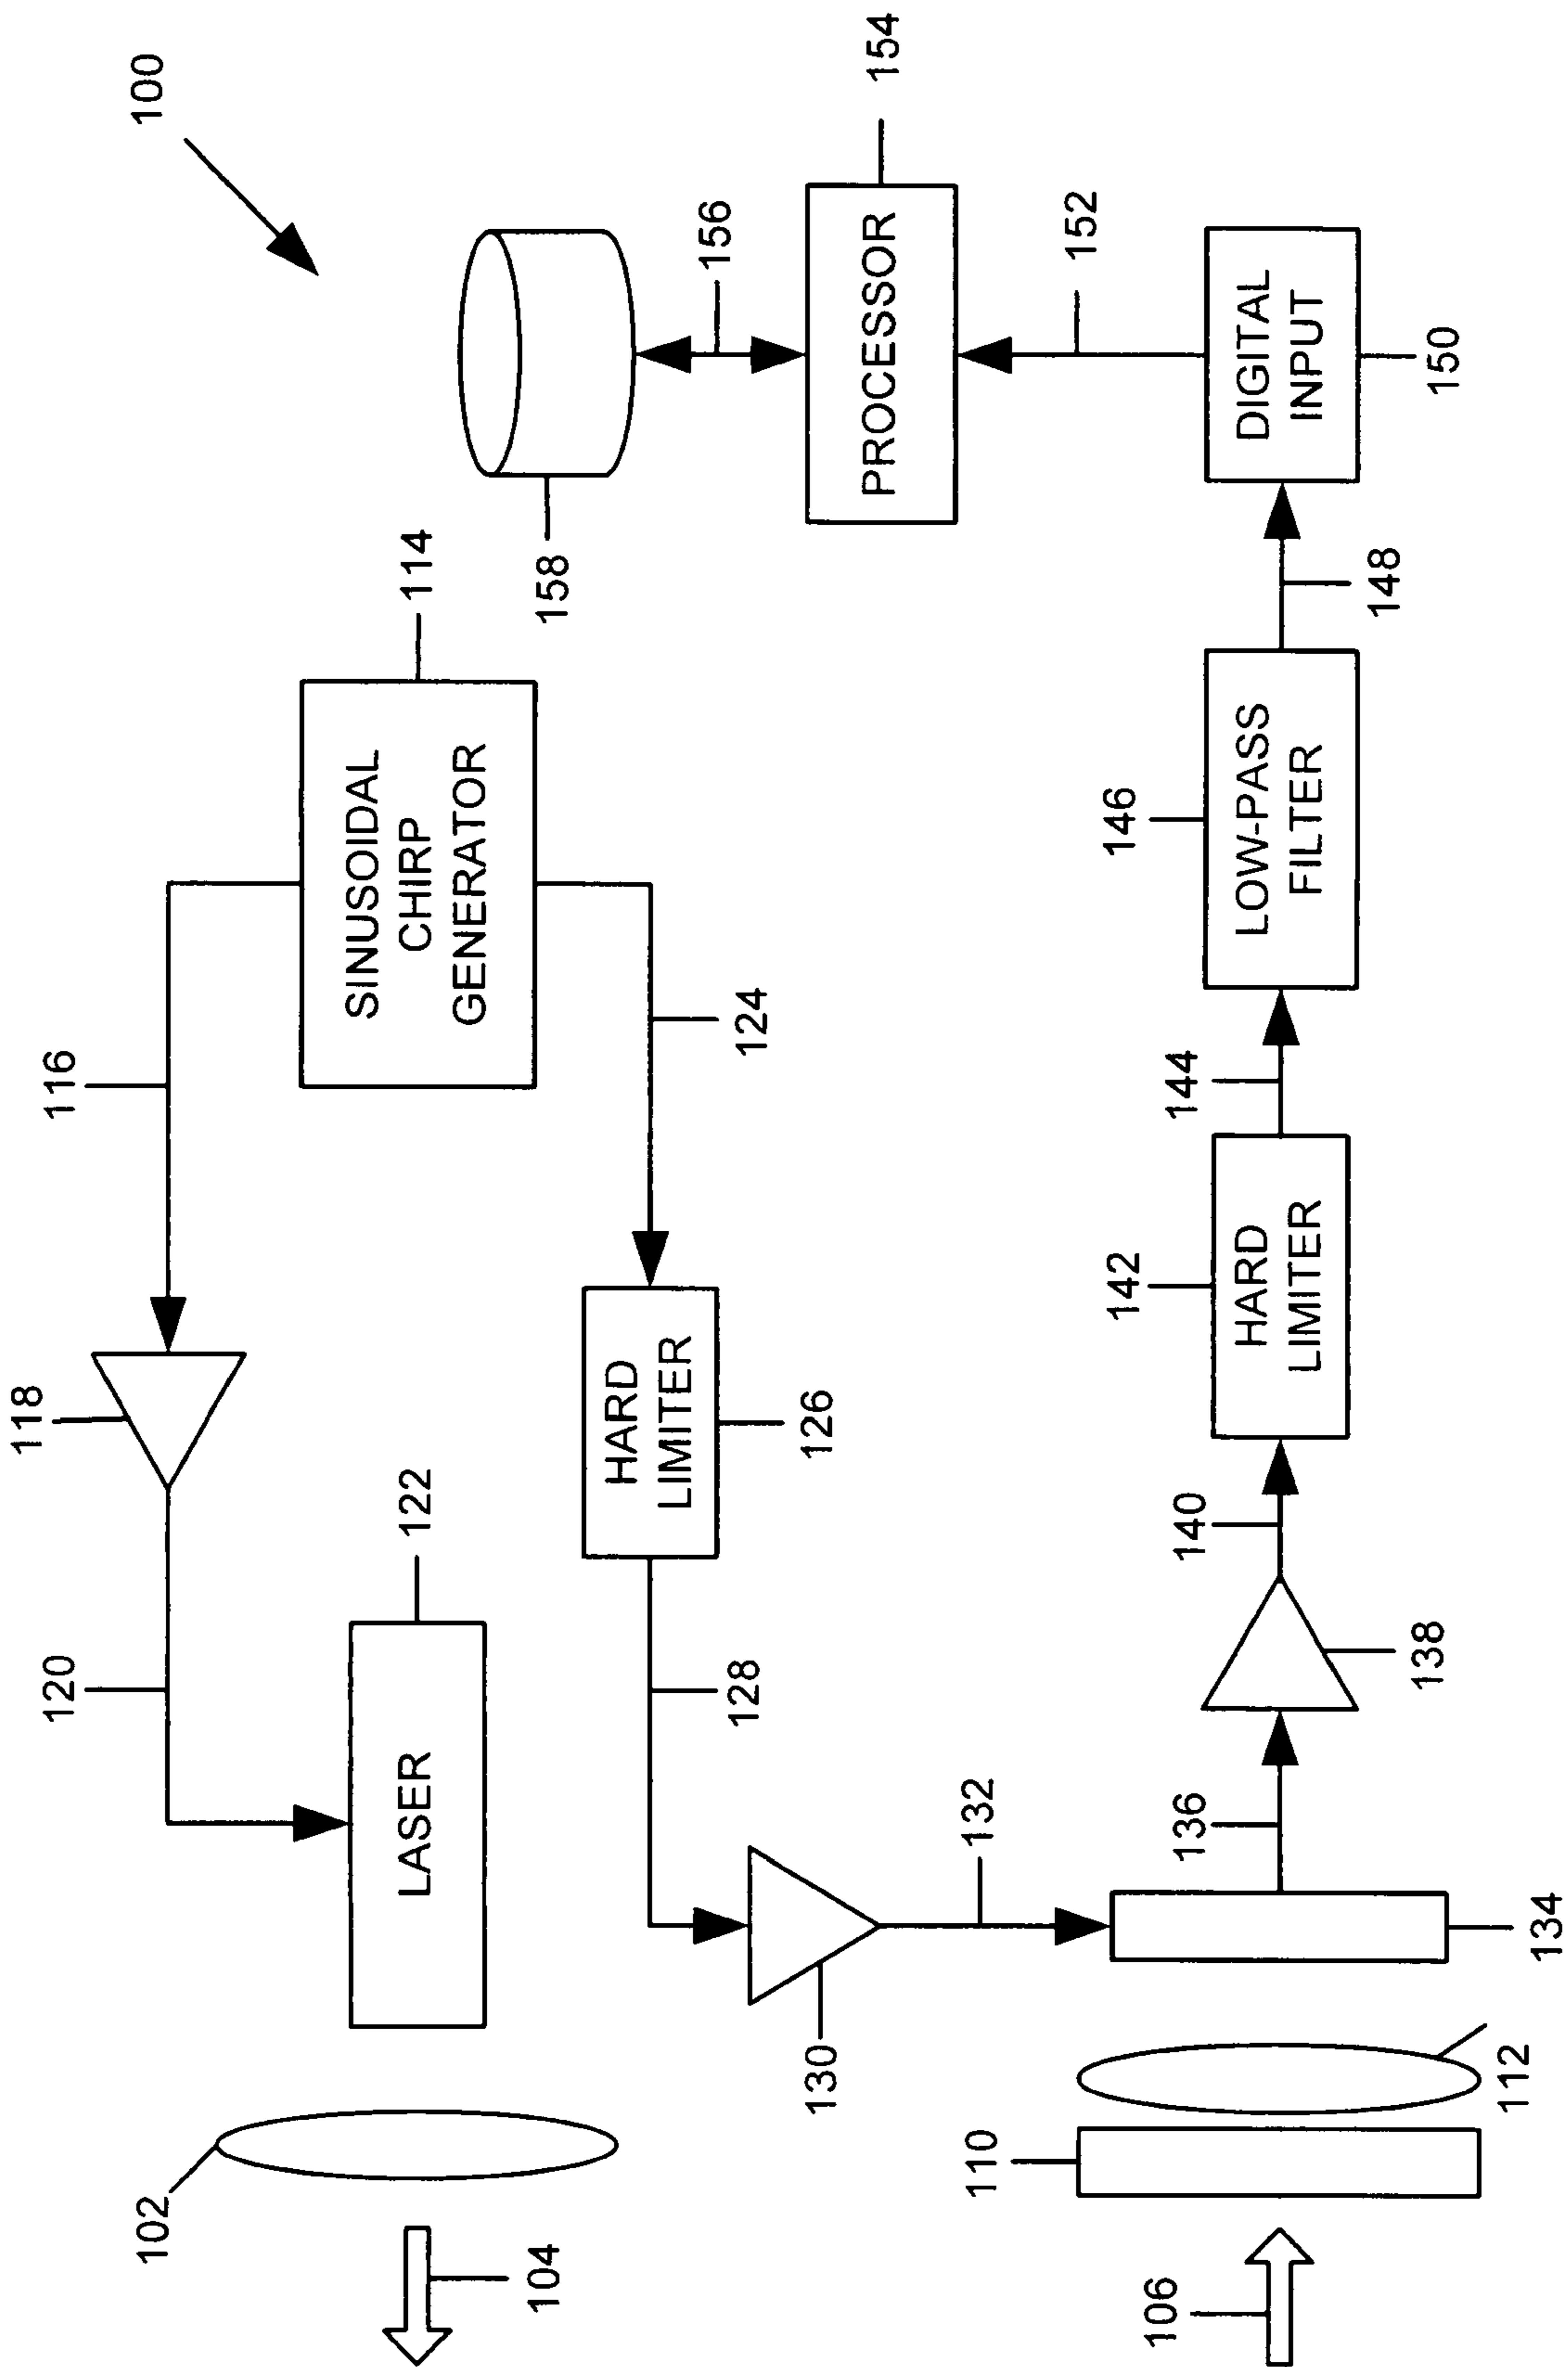 100
116
118
120
114
SINUSOIDAL
CHIRP
GENERATOR
122
LASER
102
104
124
HARD
LIMITER
126
128
130
132
158
156
154
PROCESSOR
152
DIGITAL
INPUT
150
148
146
LOW-PASS
FILTER
144
142
HARD
LIMITER
140
138
136
134
112
110
106